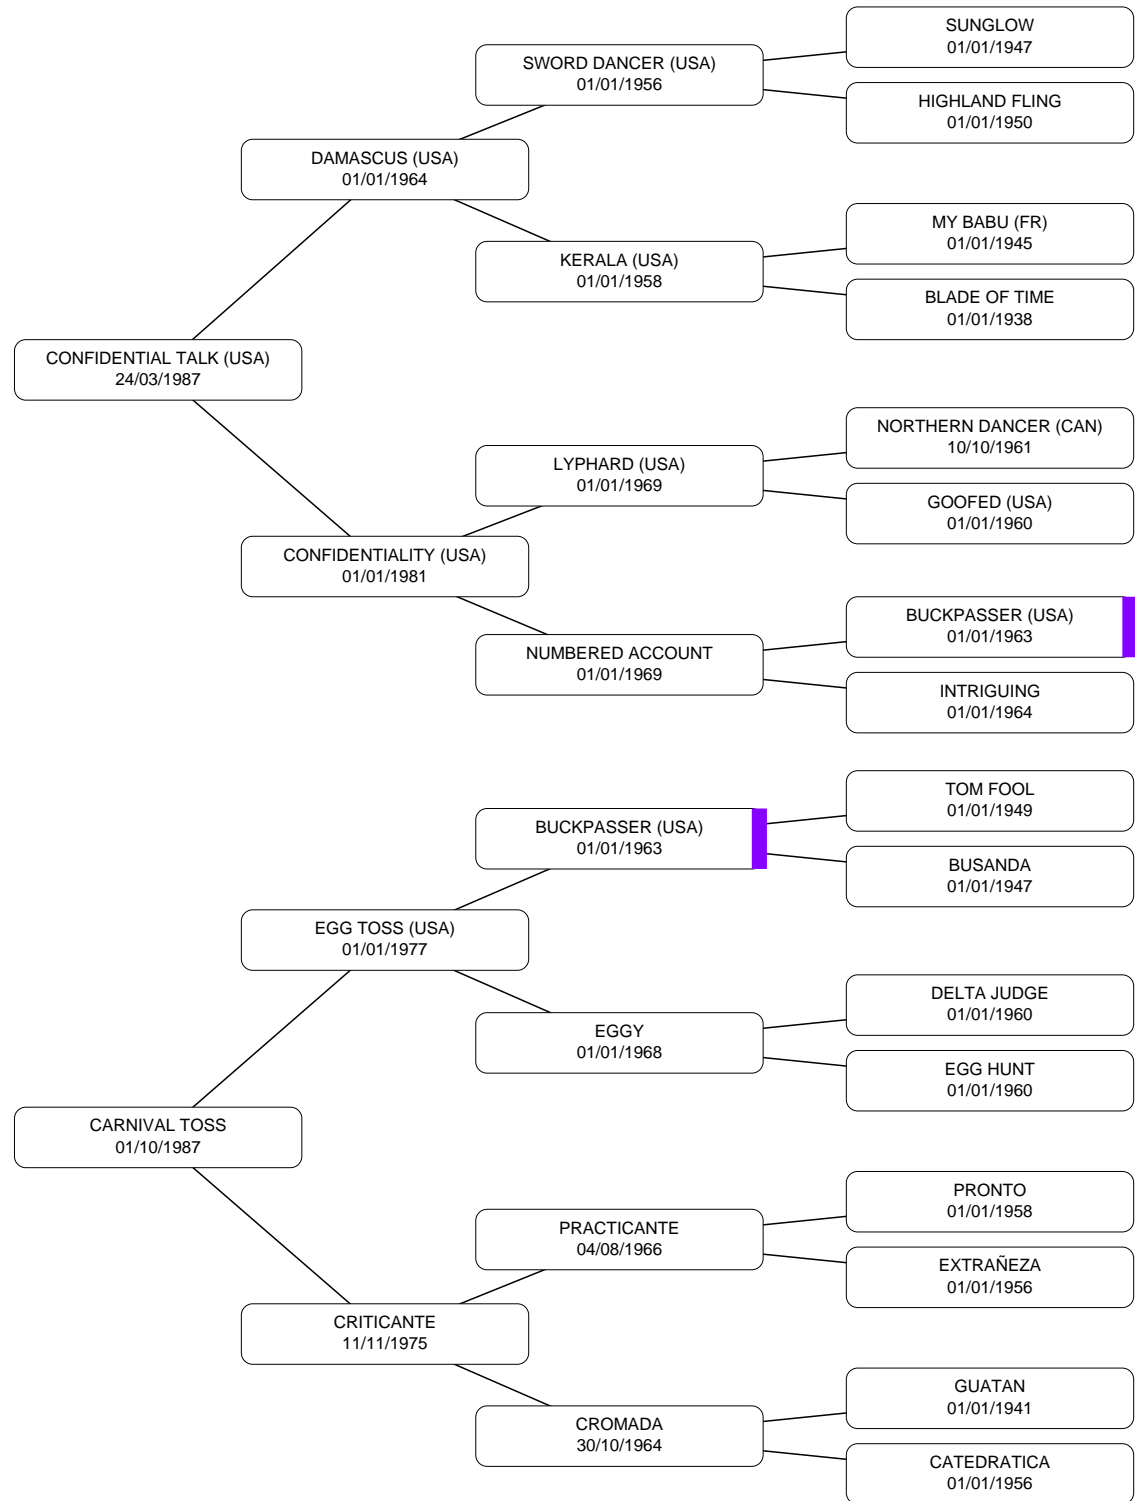 SUNGLOW
01/01/1947
SWORD DANCER (USA)
01/01/1956
HIGHLAND FLING
01/01/1950
DAMASCUS (USA)
01/01/1964
MY BABU (FR)
01/01/1945
KERALA (USA)
01/01/1958
BLADE OF TIME
01/01/1938
CONFIDENTIAL TALK (USA)
24/03/1987
NORTHERN DANCER (CAN)
10/10/1961
LYPHARD (USA)
01/01/1969
GOOFED (USA)
01/01/1960
CONFIDENTIALITY (USA)
01/01/1981
BUCKPASSER (USA)
01/01/1963
NUMBERED ACCOUNT
01/01/1969
INTRIGUING
01/01/1964
TOM FOOL
01/01/1949
BUCKPASSER (USA)
01/01/1963
BUSANDA
01/01/1947
EGG TOSS (USA)
01/01/1977
DELTA JUDGE
01/01/1960
EGGY
01/01/1968
EGG HUNT
01/01/1960
CARNIVAL TOSS
01/10/1987
PRONTO
01/01/1958
PRACTICANTE
04/08/1966
EXTRAÑEZA
01/01/1956
CRITICANTE
11/11/1975
GUATAN
01/01/1941
CROMADA
30/10/1964
CATEDRATICA
01/01/1956